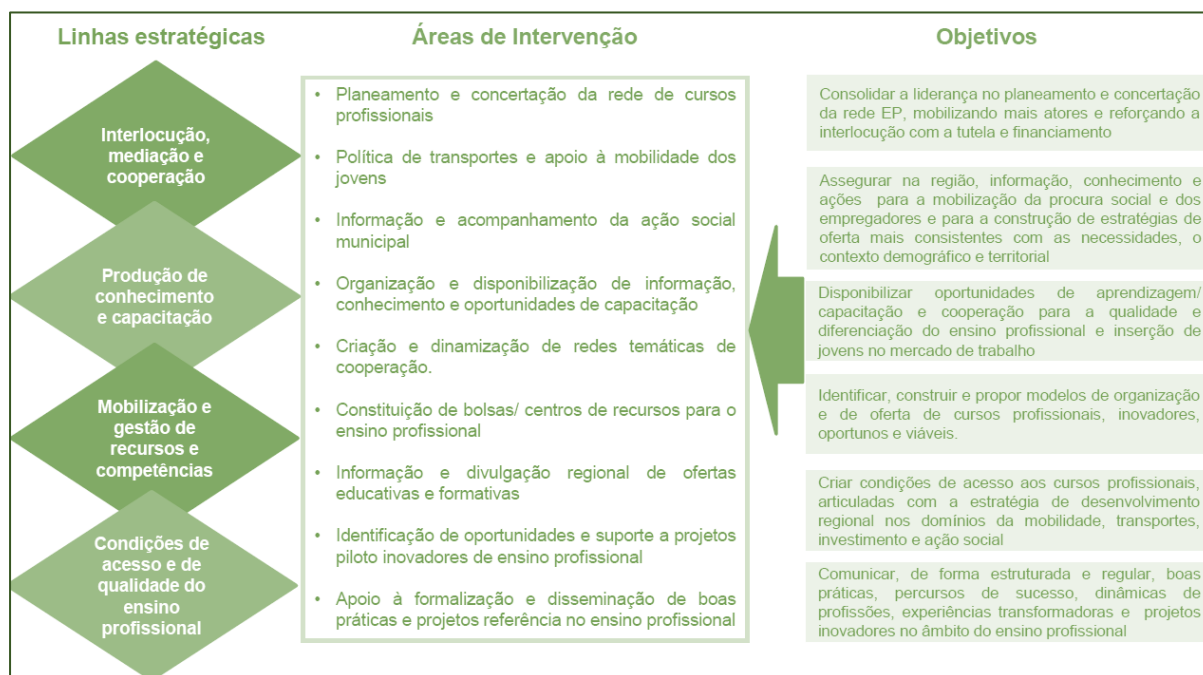 Linhas estratégicas
Áreas de Intervenção
Objetivos
Interlocução,
mediação e
cooperação
Produção de
conhecimento
e capacitação
Mobilização e
gestão de
recursos e
competências
Condições de
acesso e de
qualidade do
ensino
profissional
• Planeamento e concertação da rede de cursos
profissionais
• Política de transportes e apoio à mobilidade dos
jovens
• Informação e acompanhamento da ação social
municipal
• Organização e disponibilização de informação,
conhecimento e oportunidades de capacitação
• Criação e dinamização de redes temáticas de
cooperação.
• Constituição de bolsas/ centros de recursos para o
ensino profissional
• Informação e divulgação regional de ofertas
educativas e formativas
• Identificação de oportunidades e suporte a projetos
piloto inovadores de ensino profissional
• Apoio à formalização e disseminação de boas
práticas e projetos referência no ensino profissional
Consolidar a liderança no planeamento e concertação
da rede EP, mobilizando mais atores e reforçando a
interlocução com a tutela e financiamento
Assegurar na região, informação, conhecimento e
ações para a mobilização da procura social e dos
empregadores e para a construção de estratégias de
oferta mais consistentes com as necessidades, o
contexto demográfico e territorial
Disponibilizar oportunidades de aprendizagem/
capacitação e cooperação para a qualidade e
diferenciação do ensino profissional e inserção de
jovens no mercado de trabalho
Identificar, construir e propor modelos de organização
e de oferta de cursos profissionais, inovadores,
oportunos e viáveis.
Criar condições de acesso aos cursos profissionais,
articuladas com a estratégia de desenvolvimento
regional nos domínios da mobilidade, transportes,
investimento e ação social
Comunicar, de forma estruturada e regular, boas
práticas, percursos de sucesso, dinâmicas de
profissões, experiências transformadoras e projetos
inovadores no âmbito do ensino profissional